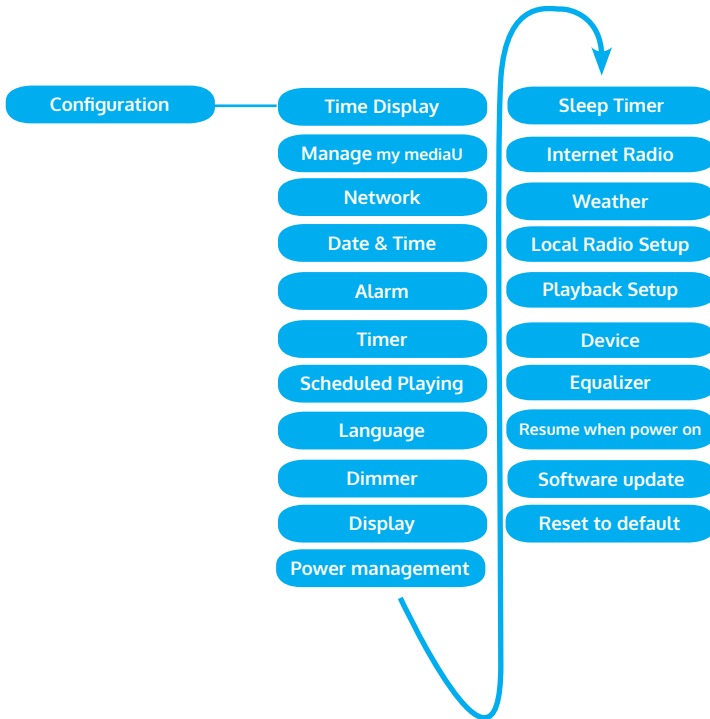 Configuration
Time Display
Manage my mediaU
Network
Date & Time
Alarm
Timer
Scheduled Playing
Language
Dimmer
Display
Power management
Sleep Timer
Internet Radio
Weather
Local Radio Setup
Playback Setup
Device
Equalizer
Resume when power on
Software update
Reset to default